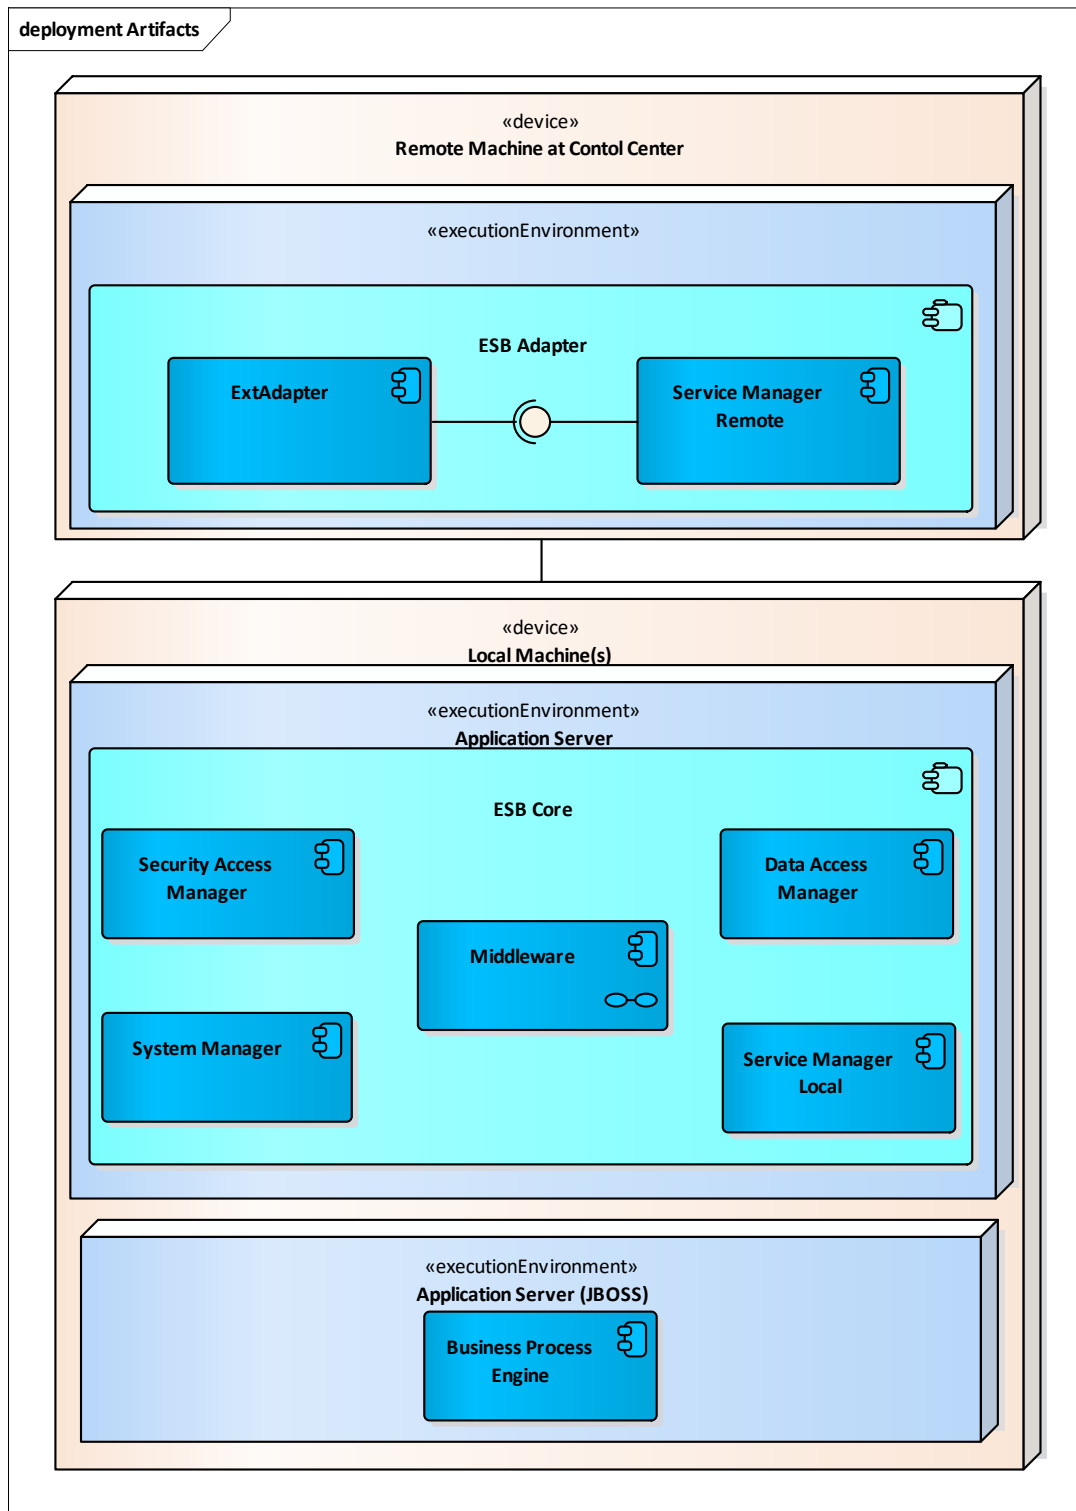 deployment Artifacts
«device»
Remote Machine at Contol Center
«executionEnvironment»
ESB Adapter
ExtAdapter
Service Manager
Remote
«device»
Local Machine(s)
«executionEnvironment»
Application Server
ESB Core
Security Access
Manager
Data Access
Manager
Middleware
System Manager
Service Manager
Local
«executionEnvironment»
Application Server (JBOSS)
Business Process
Engine